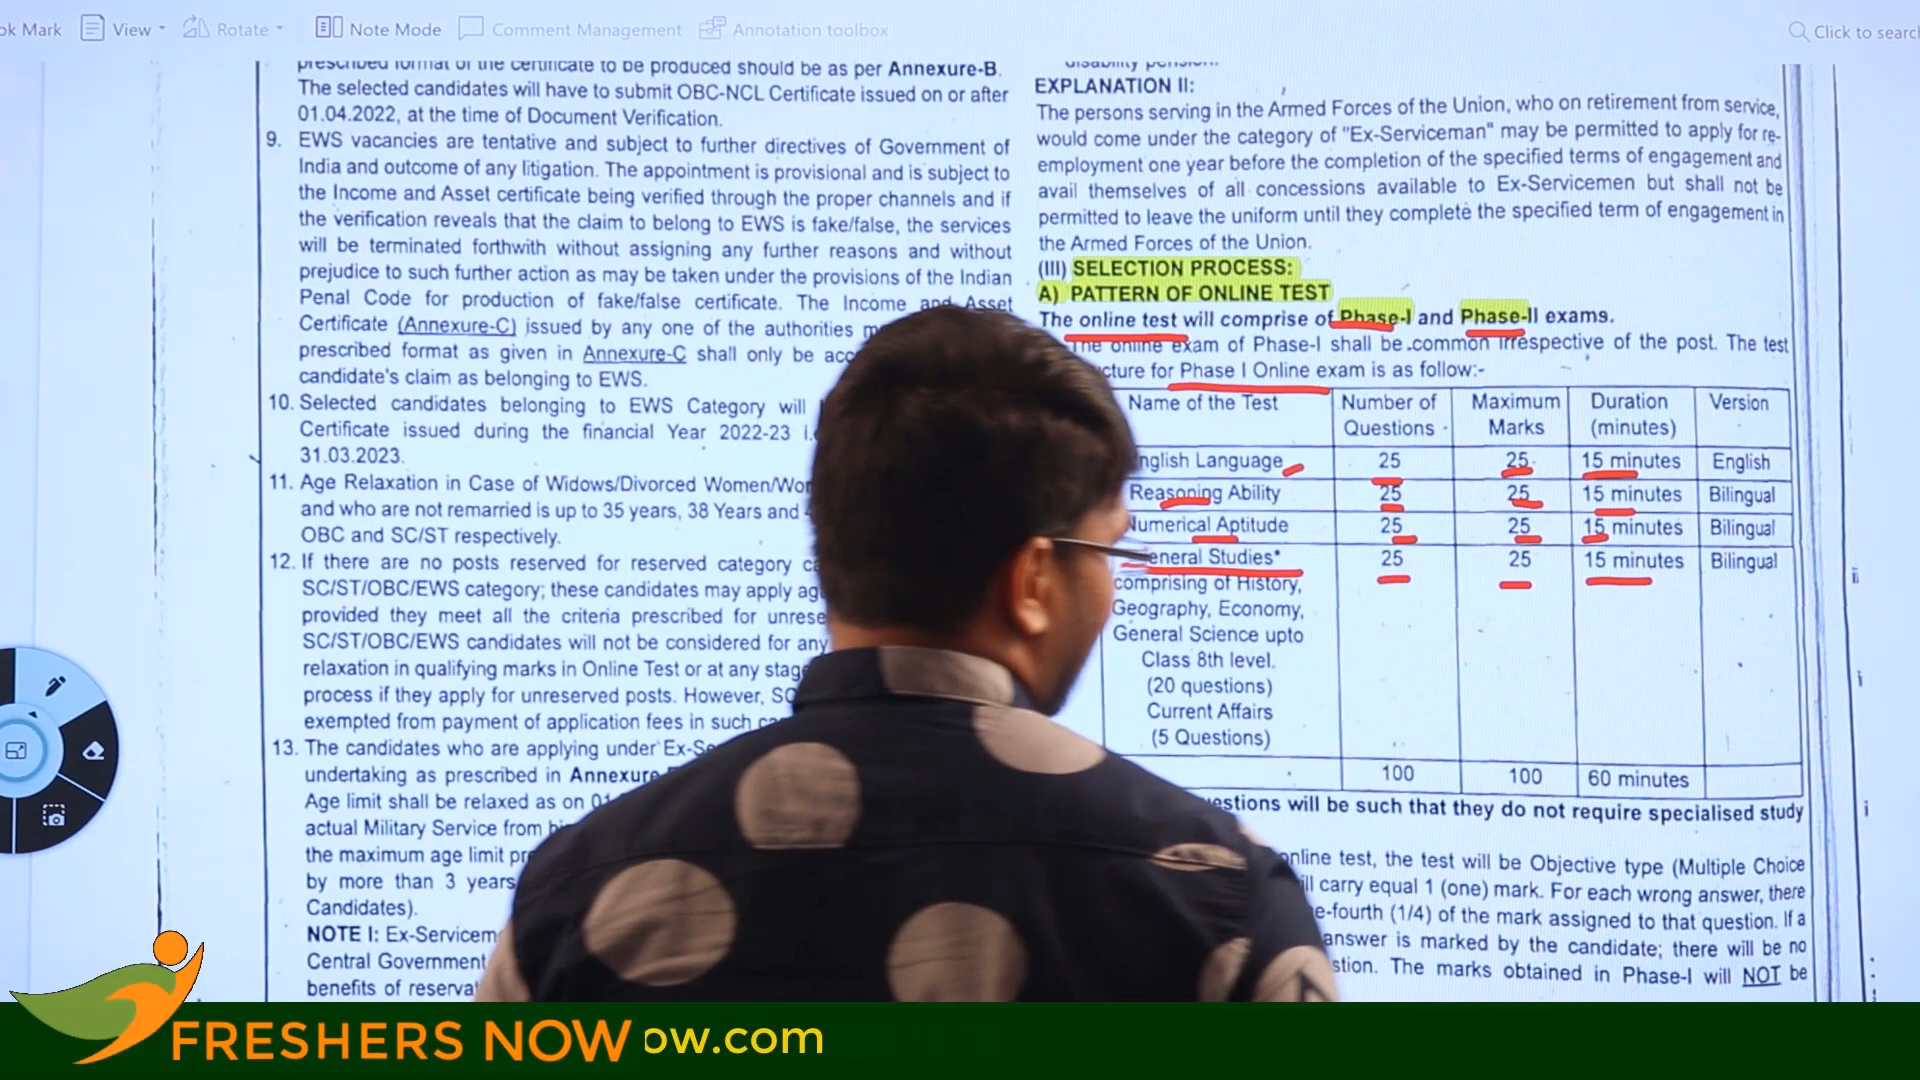 ok Mark View Rotate Note Mode Comment Management Annotation toolbox Click to search
prescribed format of the certificate to be produced should be as per Annexure-B.
The selected candidates will have to submit OBC-NCL Certificate issued on or after
01.04.2022, at the time of Document Verification.
9. EWS vacancies are tentative and subject to further directives of Government of
India and outcome of any litigation. The appointment is provisional and is subject to
the Income and Asset certificate being verified through the proper channels and if
the verification reveals that the claim to belong to EWS is fake/false, the services
will be terminated forthwith without assigning any further reasons and without
prejudice to such further action as may be taken under the provisions of the Indian
Penal Code for production of fake/false certificate. The Income and Asset
Certificate (Annexure-C) issued by any one of the authorities
prescribed format as given in Annexure-C shall only be
candidate's claim as belonging to EWS.
10. Selected candidates belonging to EWS Category will
Certificate issued during the financial Year 2022-23
31.03.2023.
11. Age Relaxation in Case of Widows/Divorced Women/
and who are not remarried is up to 35 years, 38 Years and
OBC and SC/ST respectively.
12. If there are no posts reserved for reserved category
SC/ST/OBC/EWS category; these candidates may apply
provided they meet all the criteria prescribed for
SC/ST/OBC/EWS candidates will not be considered for any
relaxation in qualifying marks in Online Test or at any
process if they apply for unreserved posts. However,
exempted from payment of application fees in such
13. The candidates who are applying under
undertaking as prescribed in Annexure
Age limit shall be relaxed as on
actual Military Service from
the maximum age limit
by more than 3 years
Candidates).
NOTE I:
Central Government
benefits of
disability pension.
EXPLANATION II:
The persons serving in the Armed Forces of the Union, who on retirement from service,
would come under the category of "Ex-Serviceman" may be permitted to apply for re-
employment one year before the completion of the specified terms of engagement and
avail themselves of all concessions available to Ex-Servicemen but shall not be
permitted to leave the uniform until they complete the specified term of engagement in
the Armed Forces of the Union.
(III) SELECTION PROCESS:
A) PATTERN OF ONLINE TEST
The online test will comprise of Phase-I and Phase-II exams.
The online exam of Phase-I shall be common irrespective of the post. The test
cture for Phase I Online exam is as follow:-
Name of the Test Number of Questions Maximum Marks Duration (minutes) Version
nglish Language 25 25 15 minutes English
Reasoning Ability 25 25 15 minutes Bilingual
Numerical Aptitude 25 25 15 minutes Bilingual
eneral Studies* 25 25 15 minutes Bilingual
comprising of History,
Geography, Economy,
General Science upto
Class 8th level.
(20 questions)
Current Affairs
(5 Questions)
100 100 60 minutes
estions will be such that they do not require specialised study
online test, the test will be Objective type (Multiple Choice
ill carry equal 1 (one) mark. For each wrong answer, there
e-fourth (1/4) of the mark assigned to that question. If a
answer is marked by the candidate; there will be no
stion. The marks obtained in Phase-I will NOT be
FRESHERS NOW ow.com